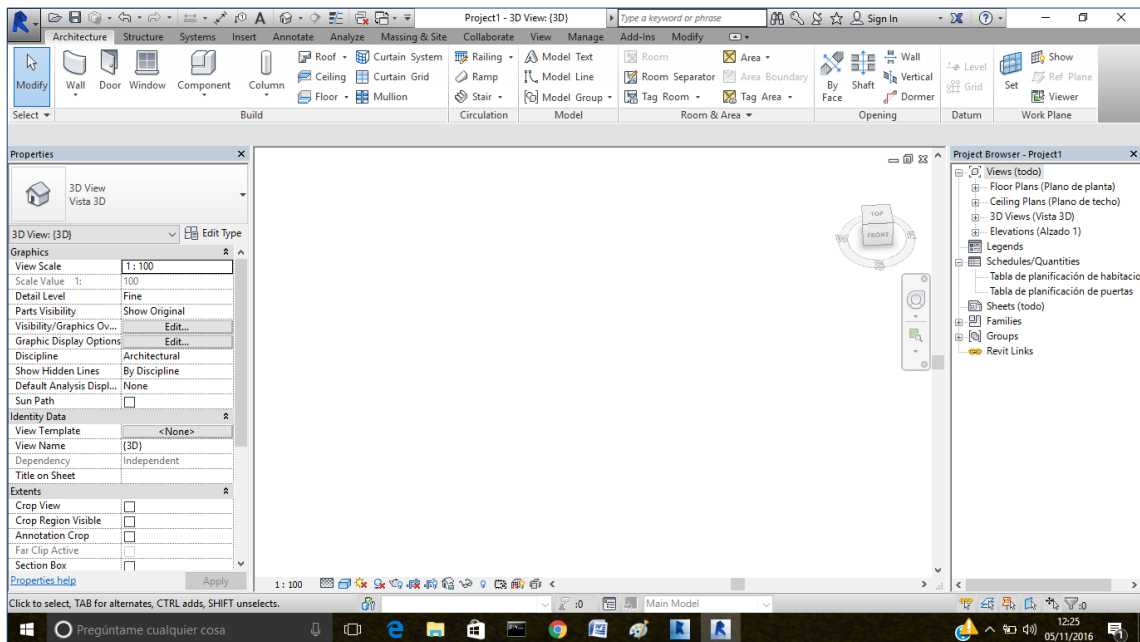 Project1 - 3D View: {3D}
Type a keyword or phrase
Sign In
Architecture Structure Systems Insert Annotate Analyze Massing & Site Collaborate View Manage Add-Ins Modify
Modify Wall Door Window Component Column
Roof Curtain System Railing Model Text Room Area Wall Level Show
Ceiling Curtain Grid Ramp Model Line Room Separator Area Boundary By Face Shaft Vertical Grid Set Ref Plane
Floor Mullion Stair Model Group Tag Room Tag Area Dormer Viewer
Select Build Circulation Model Room & Area Opening Datum Work Plane
Properties
3D View
Vista 3D
3D View: {3D} Edit Type
Graphics
View Scale 1 : 100
Scale Value 1: 100
Detail Level Fine
Parts Visibility Show Original
Visibility/Graphics Ov... Edit...
Graphic Display Options Edit...
Discipline Architectural
Show Hidden Lines By Discipline
Default Analysis Displ... None
Sun Path
Identity Data
View Template <None>
View Name {3D}
Dependency Independent
Title on Sheet
Extents
Crop View
Crop Region Visible
Annotation Crop
Far Clip Active
Section Box
Properties help Apply
TOP
FRONT
1 : 100
Project Browser - Project1
Views (todo)
Floor Plans (Plano de planta)
Ceiling Plans (Plano de techo)
3D Views (Vista 3D)
Elevations (Alzado 1)
Legends
Schedules/Quantities
Tabla de planificación de habitacio
Tabla de planificación de puertas
Sheets (todo)
Families
Groups
Revit Links
Click to select, TAB for alternates, CTRL adds, SHIFT unselects.
:0
Main Model
:0
Pregúntame cualquier cosa
12:25
05/11/2016